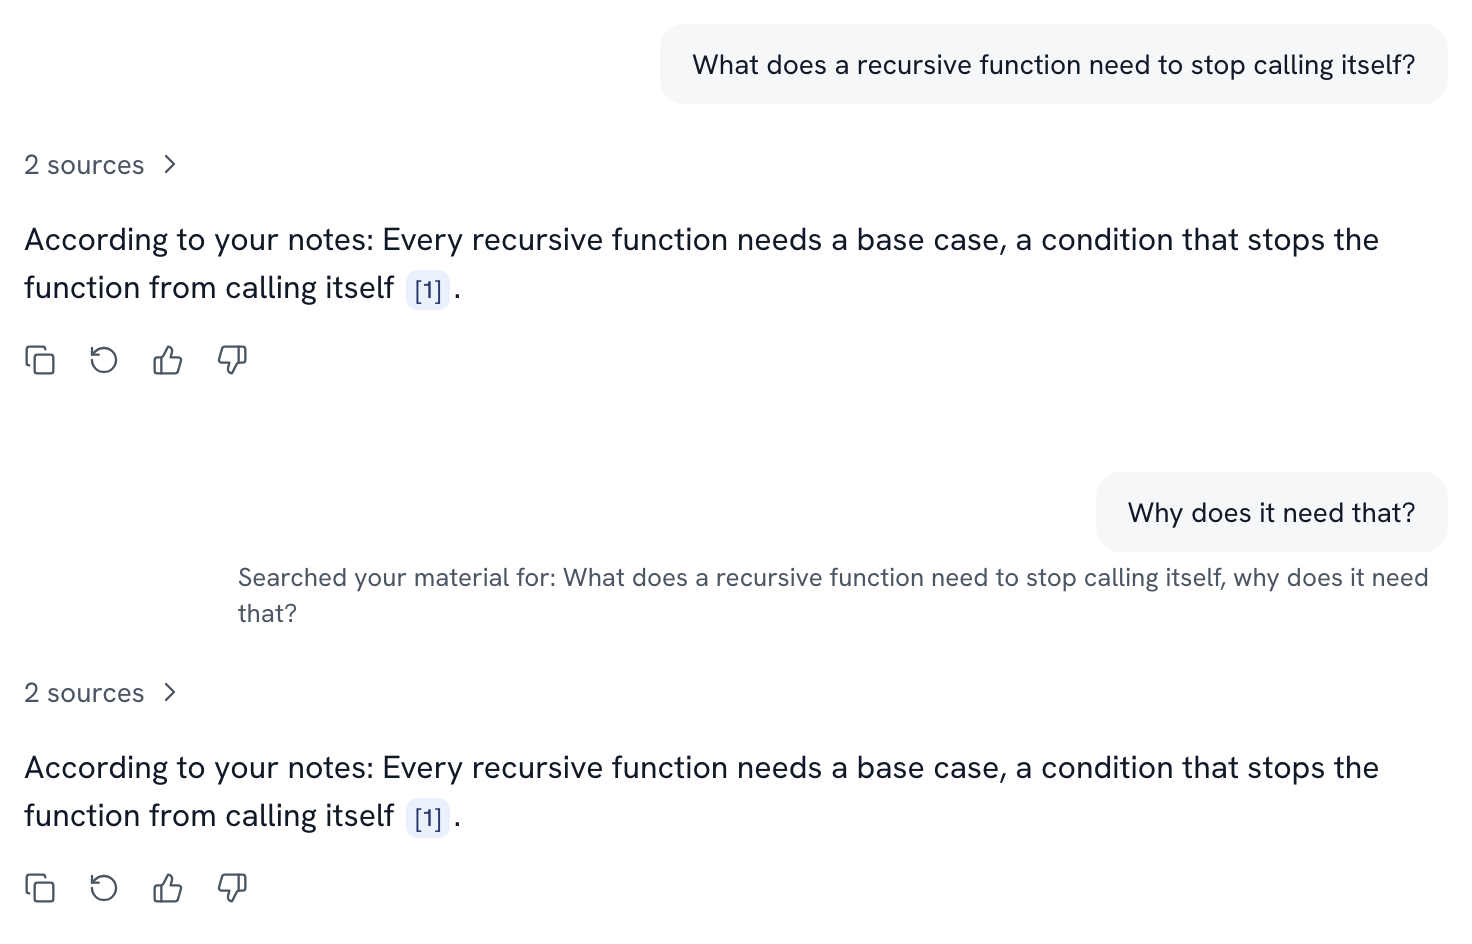 What does a recursive function need to stop calling itself?
2 sources
According to your notes: Every recursive function needs a base case, a condition that stops the
function from calling itself [1].
Why does it need that?
Searched your material for: What does a recursive function need to stop calling itself, why does it need
that?
2 sources
According to your notes: Every recursive function needs a base case, a condition that stops the
function from calling itself [1].